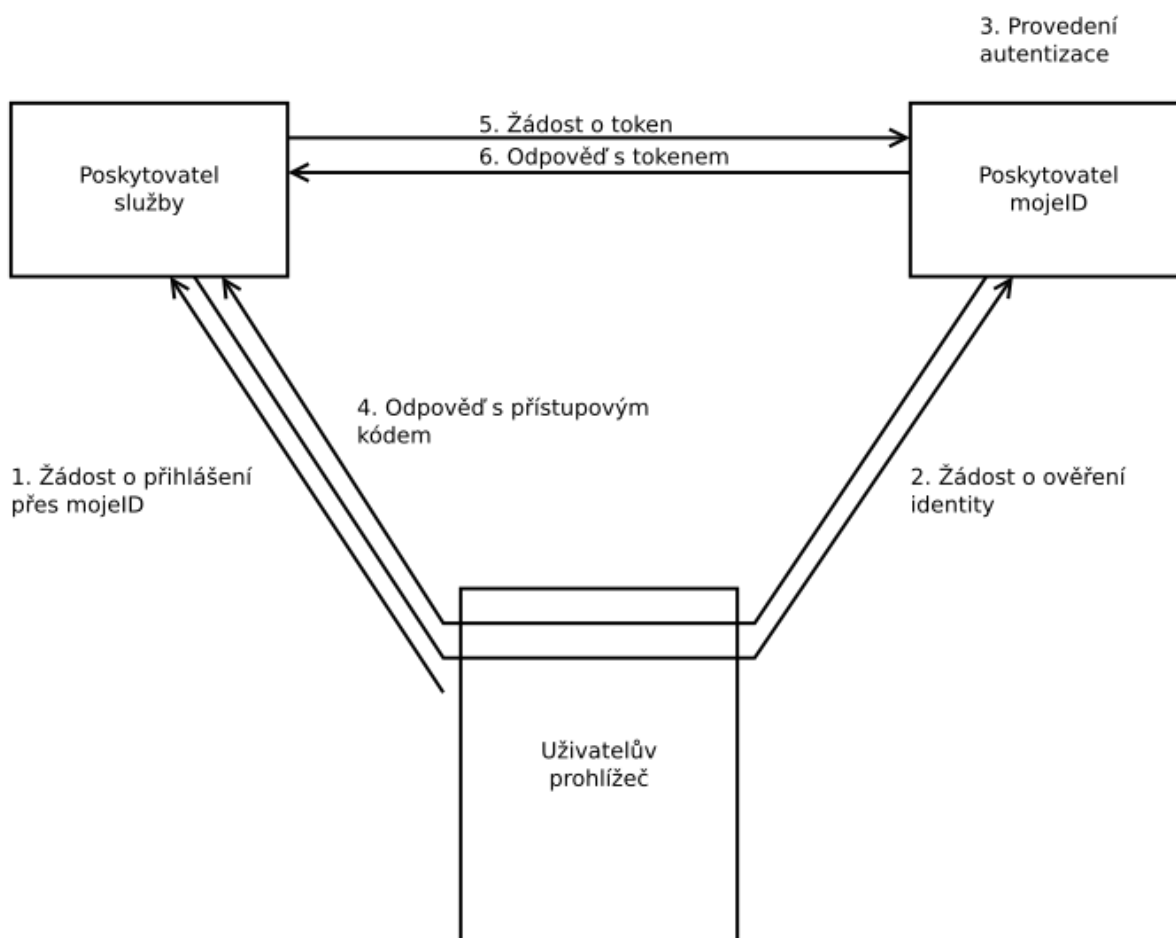 3. Provedení
autentizace
5. Žádost o token
6. Odpověď s tokenem
Poskytovatel
služby
Poskytovatel
mojeID
4. Odpověď s přístupovým
kódem
1. Žádost o přihlášení
přes mojeID
2. Žádost o ověření
identity
Uživatelův
prohlížeč